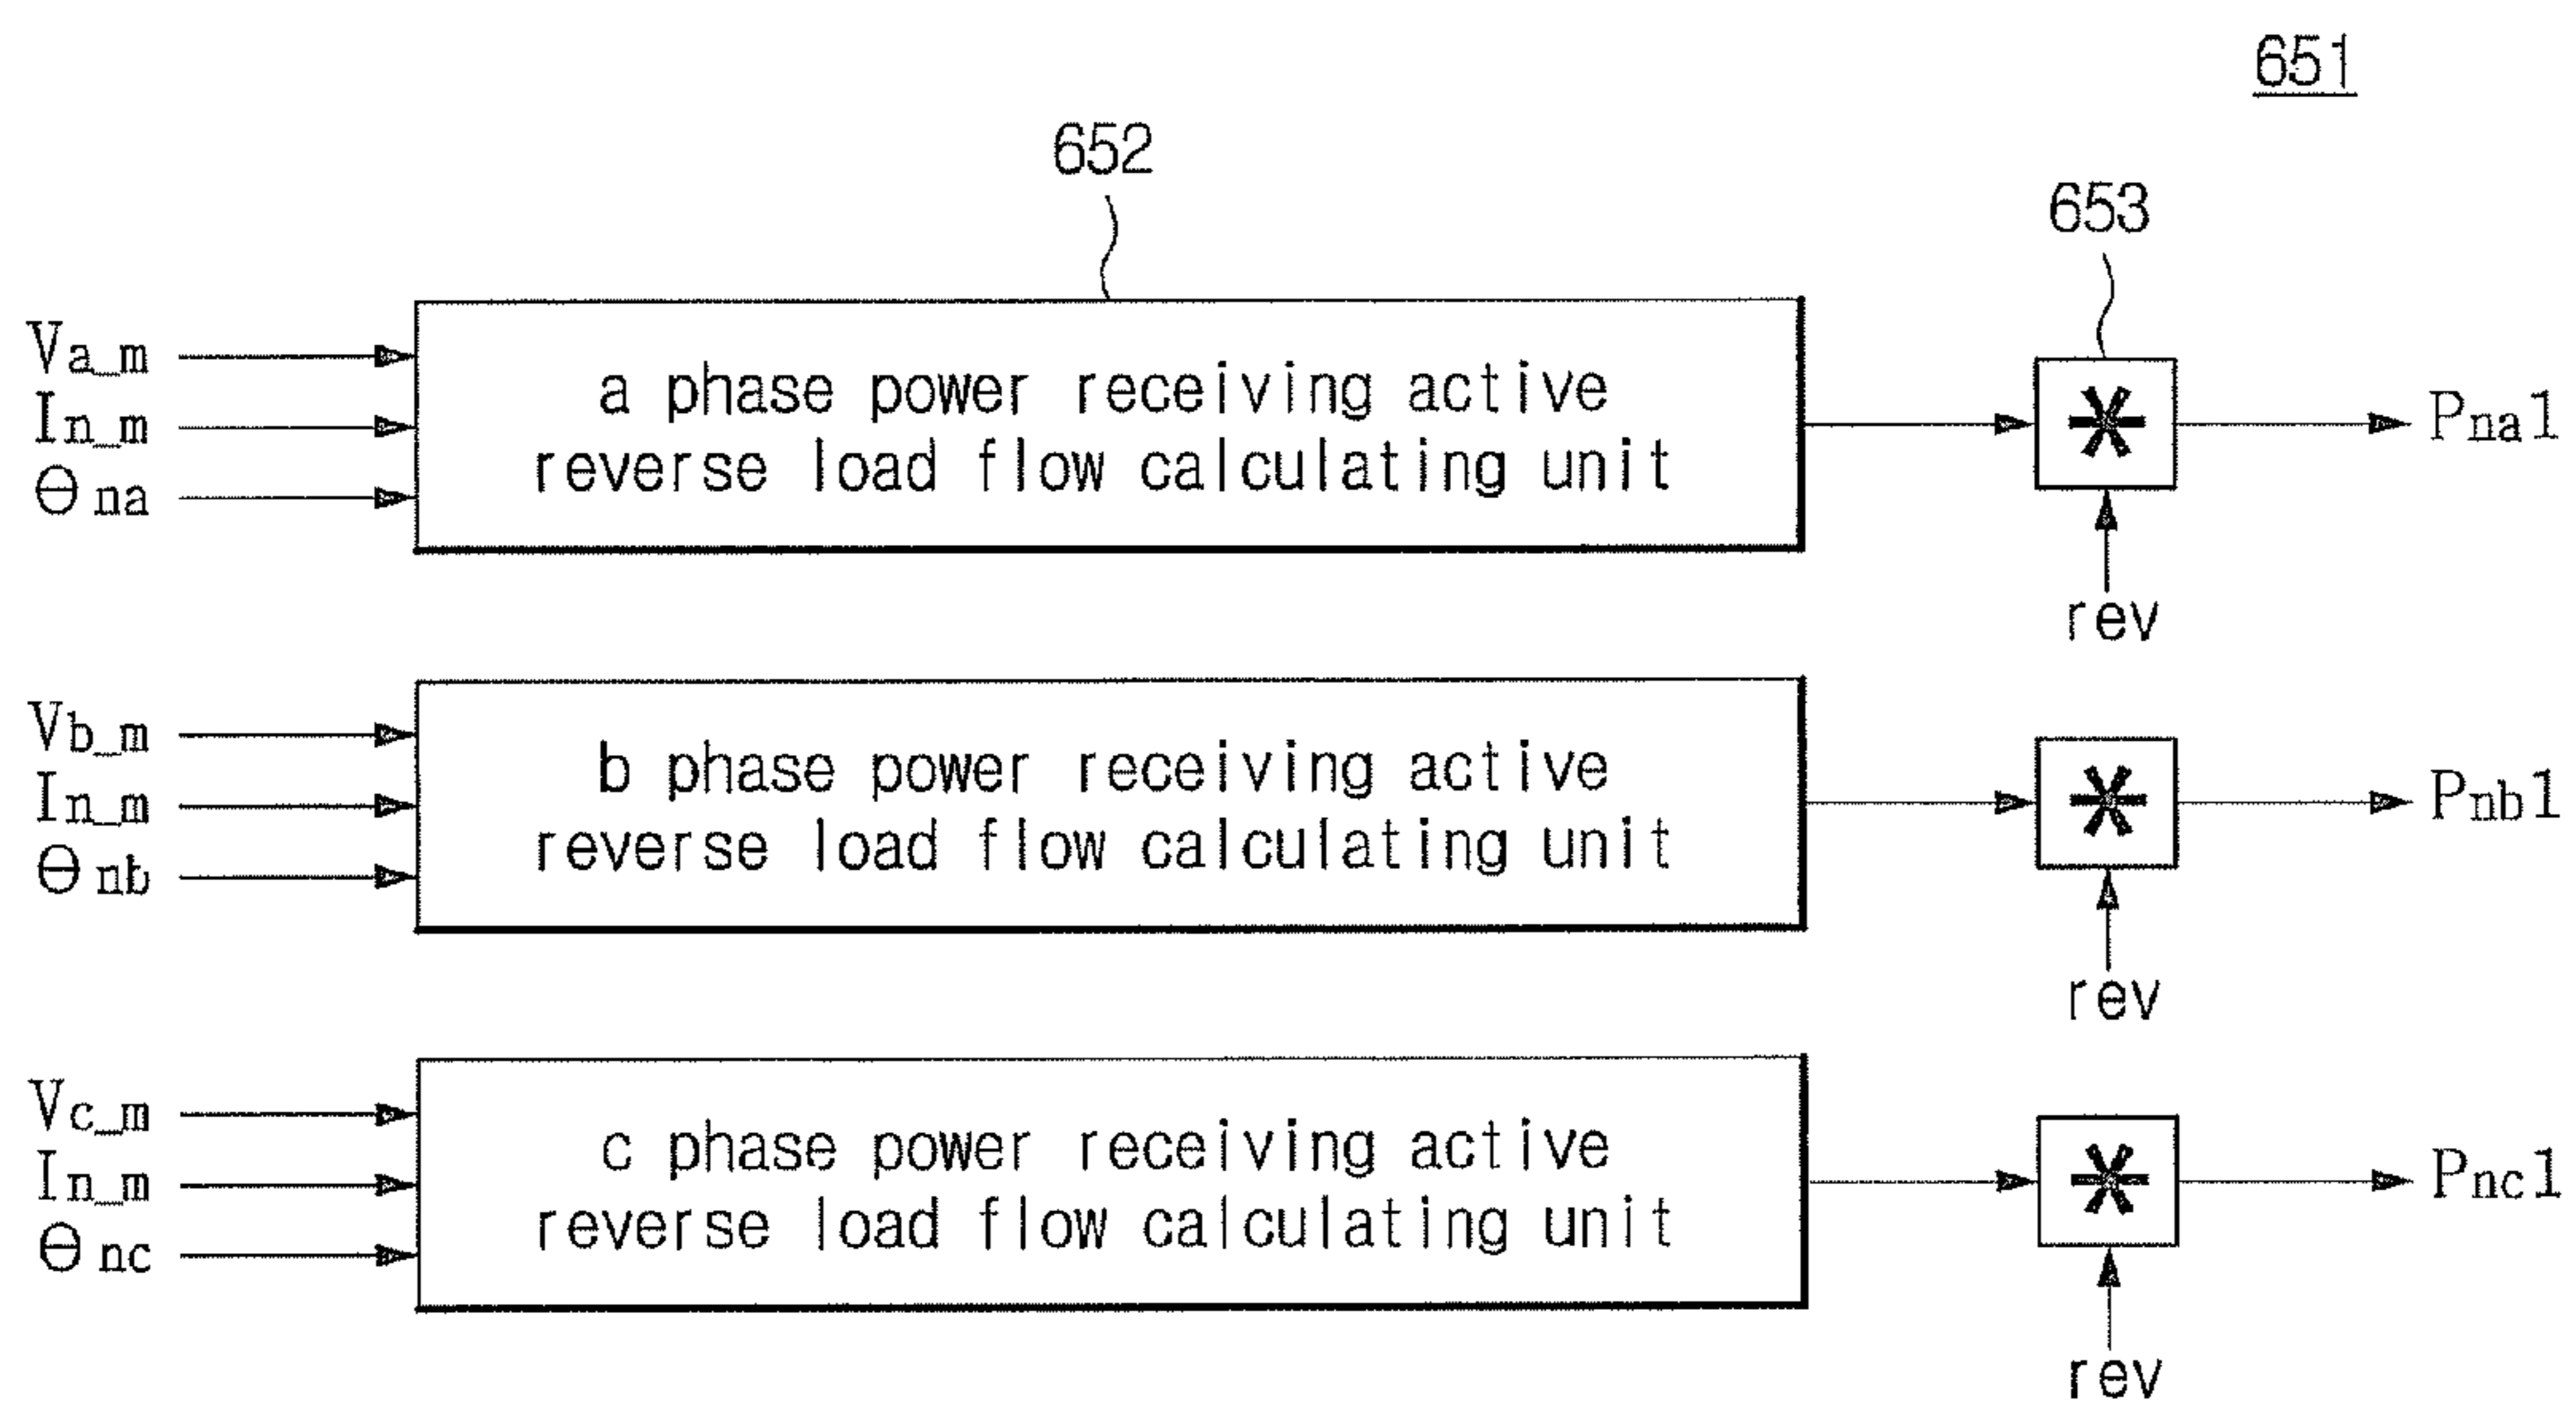 651
652
653
Va_m
In_m
θna
a phase power receiving active
reverse load flow calculating unit
*
Pna1
rev
Vb_m
In_m
θnb
b phase power receiving active
reverse load flow calculating unit
*
Pnb1
rev
Vc_m
In_m
θnc
c phase power receiving active
reverse load flow calculating unit
*
Pnc1
rev